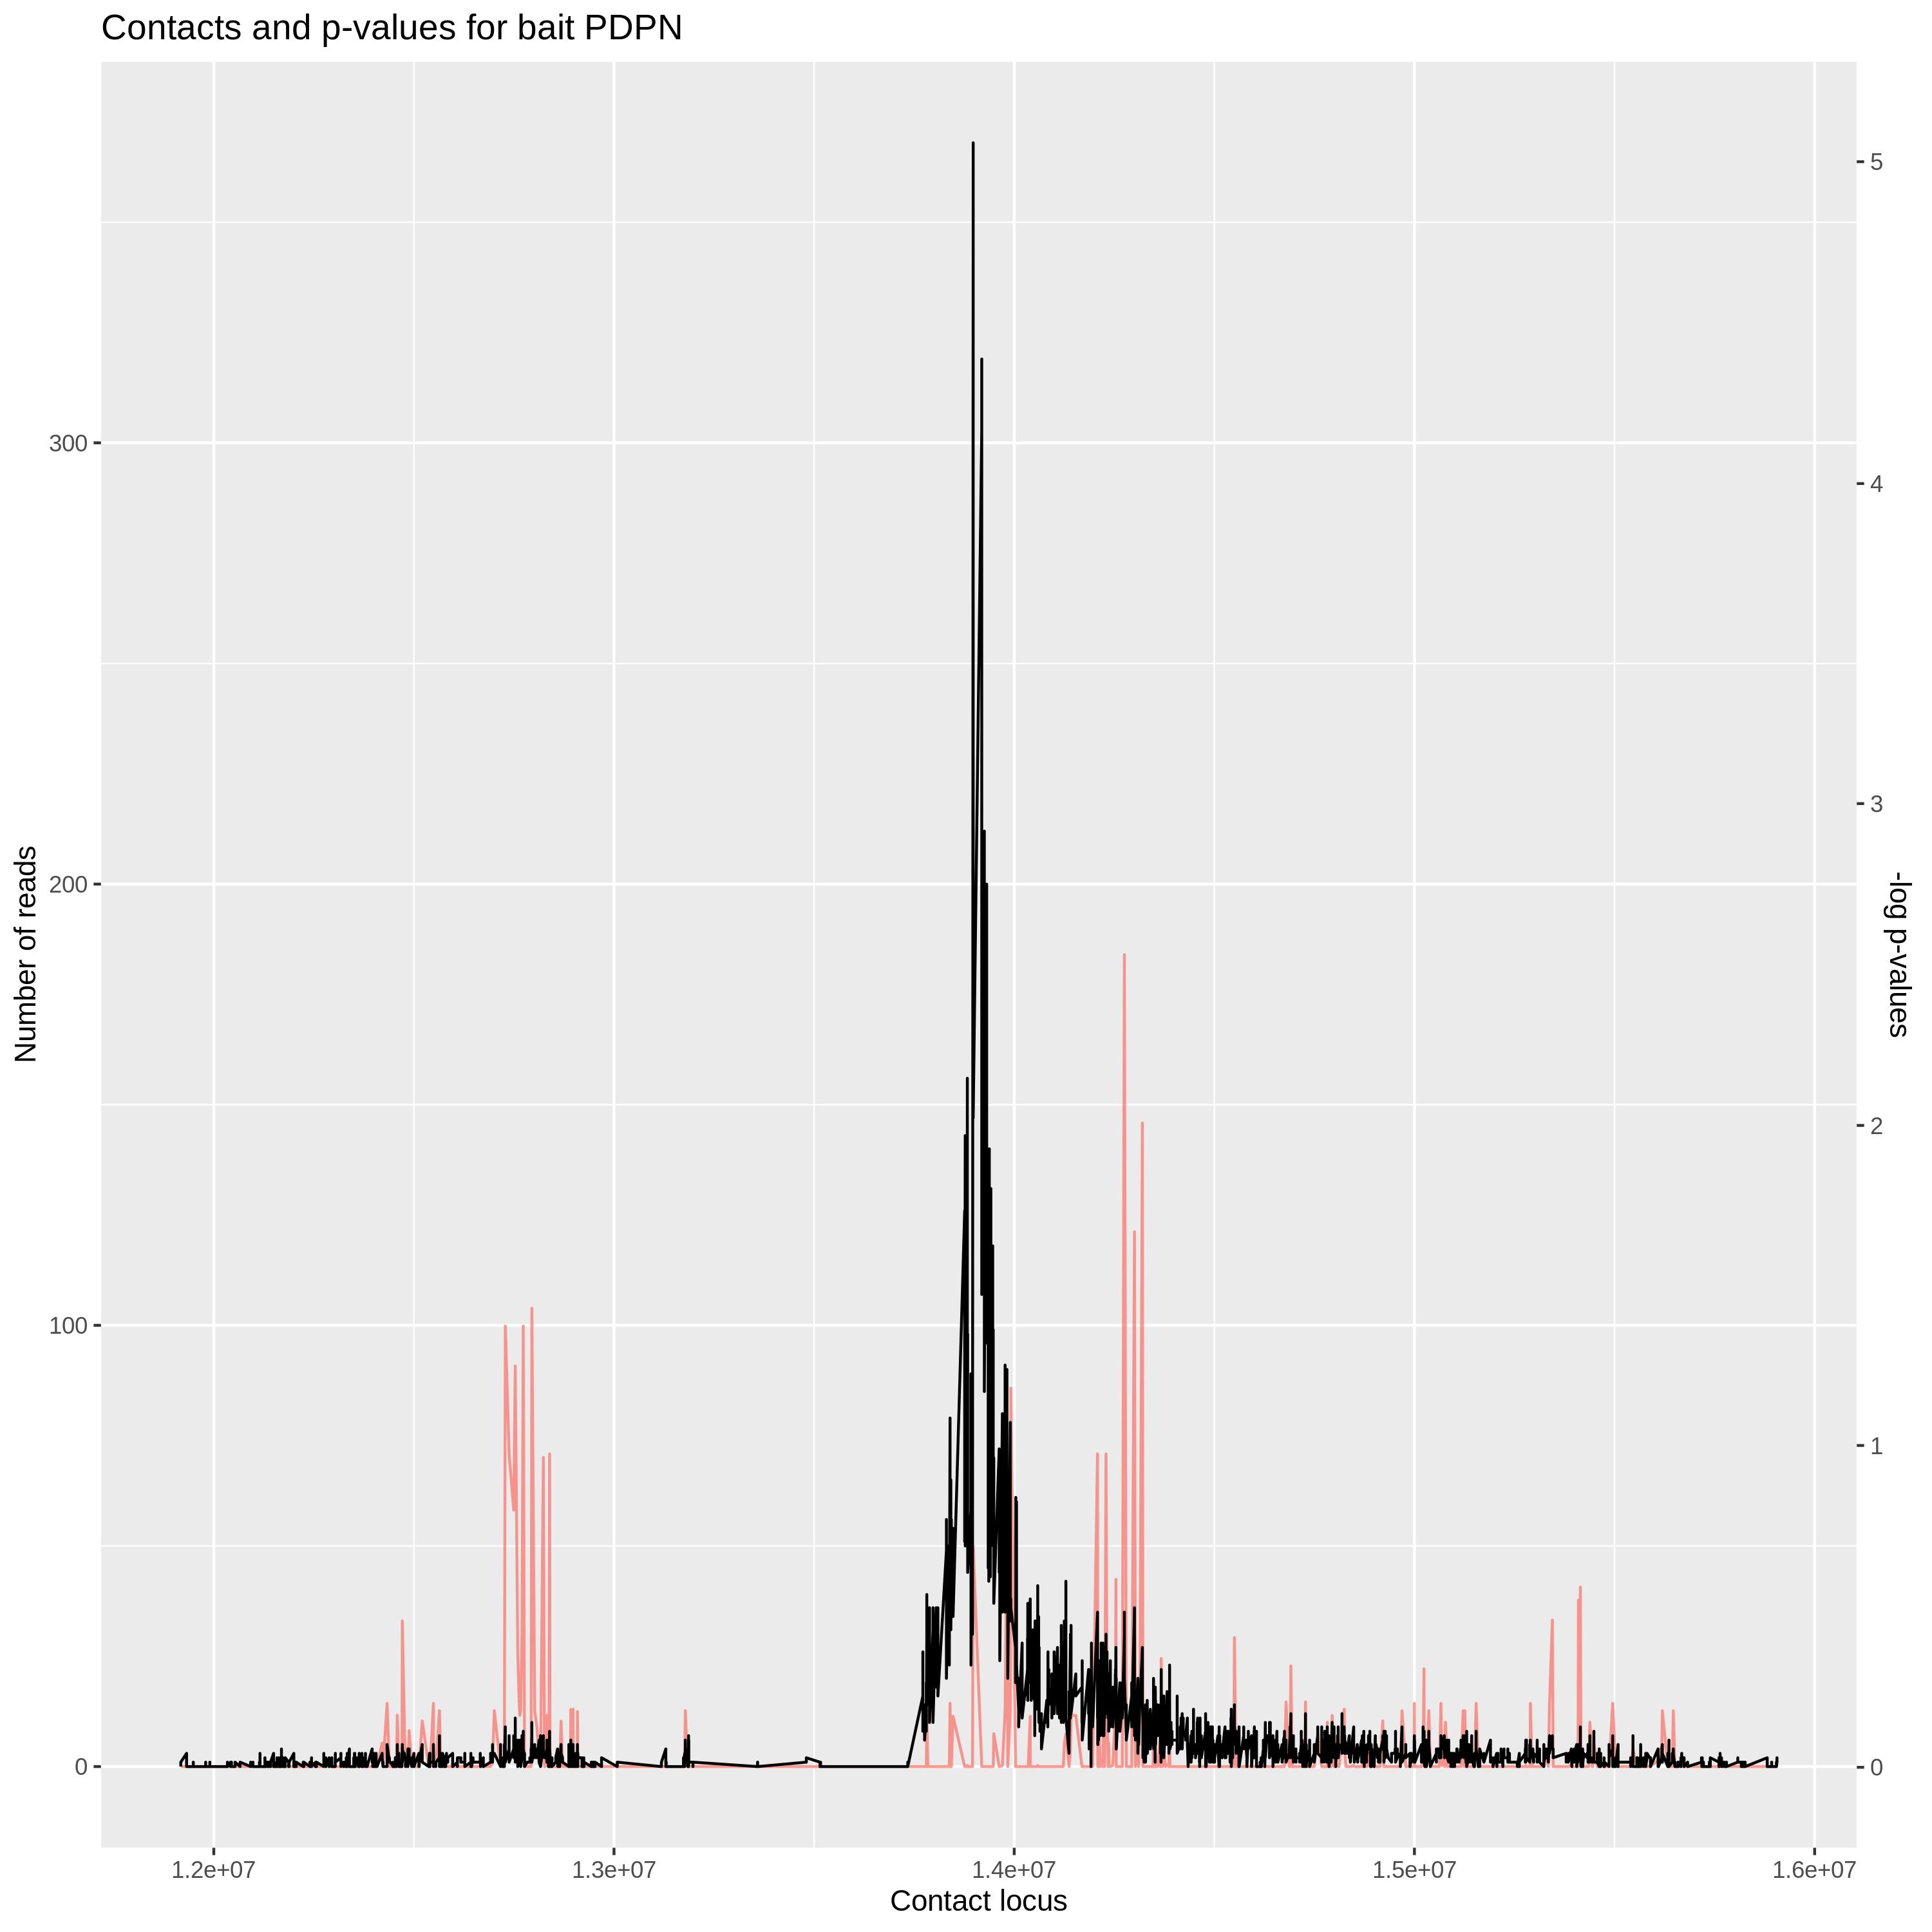 Contacts and p-values for bait PDPN
Number of reads
300
200
100
0
5
4
3
2
1
0
-log p-values
1.2e+07
1.3e+07
1.4e+07
1.5e+07
1.6e+07
Contact locus